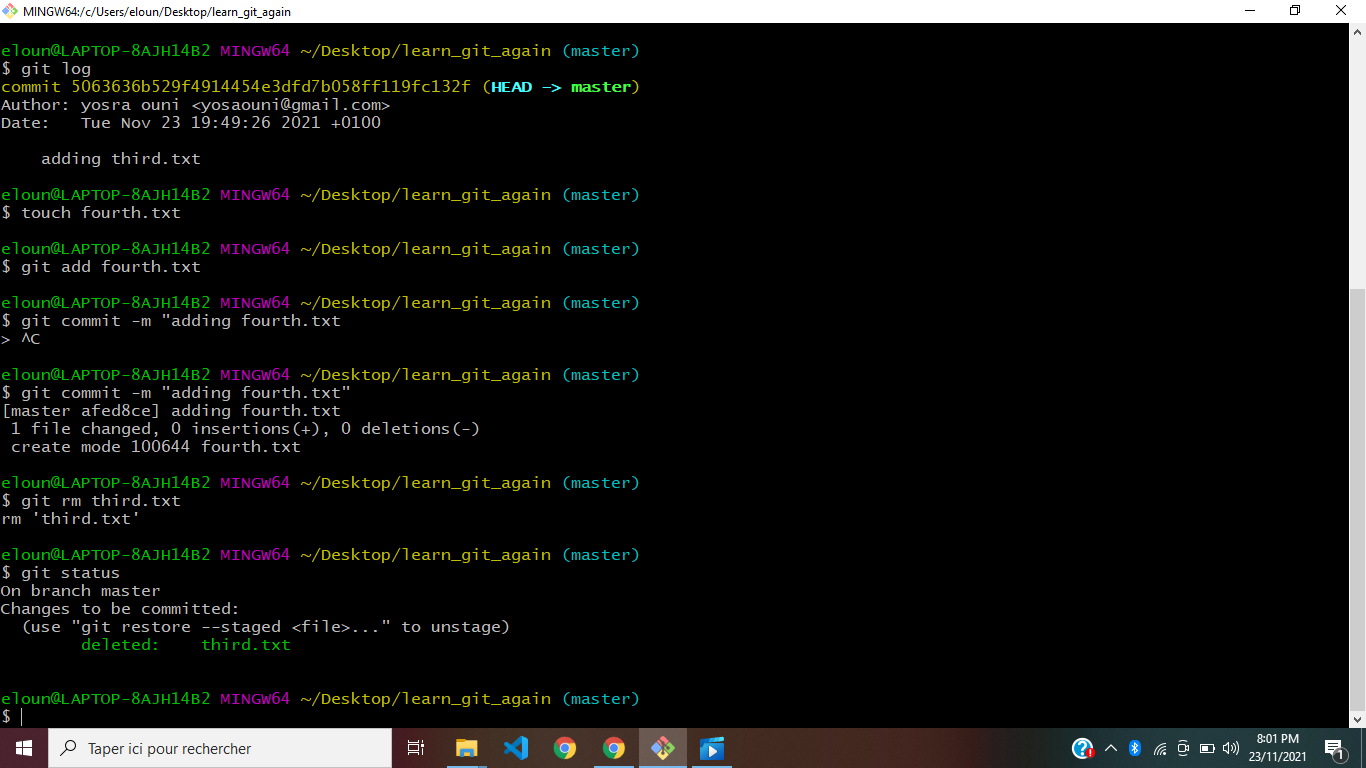 MINGW64:/c/Users/eloun/Desktop/learn_git_again
eloun@LAPTOP-8AJH14B2 MINGW64 ~/Desktop/learn_git_again (master)
$ git log
commit 5063636b529f4914454e3dfd7b058ff119fc132f (HEAD -> master)
Author: yosra ouni <yosaouni@gmail.com>
Date:   Tue Nov 23 19:49:26 2021 +0100
    adding third.txt
eloun@LAPTOP-8AJH14B2 MINGW64 ~/Desktop/learn_git_again (master)
$ touch fourth.txt
eloun@LAPTOP-8AJH14B2 MINGW64 ~/Desktop/learn_git_again (master)
$ git add fourth.txt
eloun@LAPTOP-8AJH14B2 MINGW64 ~/Desktop/learn_git_again (master)
$ git commit -m "adding fourth.txt
> ^C
eloun@LAPTOP-8AJH14B2 MINGW64 ~/Desktop/learn_git_again (master)
$ git commit -m "adding fourth.txt"
[master afed8ce] adding fourth.txt
 1 file changed, 0 insertions(+), 0 deletions(-)
 create mode 100644 fourth.txt
eloun@LAPTOP-8AJH14B2 MINGW64 ~/Desktop/learn_git_again (master)
$ git rm third.txt
rm 'third.txt'
eloun@LAPTOP-8AJH14B2 MINGW64 ~/Desktop/learn_git_again (master)
$ git status
On branch master
Changes to be committed:
  (use "git restore --staged <file>..." to unstage)
        deleted:    third.txt
eloun@LAPTOP-8AJH14B2 MINGW64 ~/Desktop/learn_git_again (master)
$
Taper ici pour rechercher
8:01 PM
23/11/2021
1